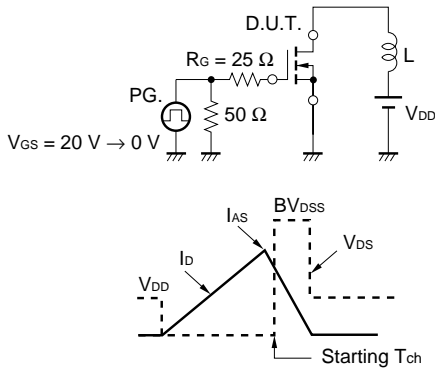 D.U.T.
RG = 25 Ω
L
PG.
50 Ω
VDD
VGS = 20 V → 0 V
BVDSS
IAS
VDS
ID
VDD
Starting Tch